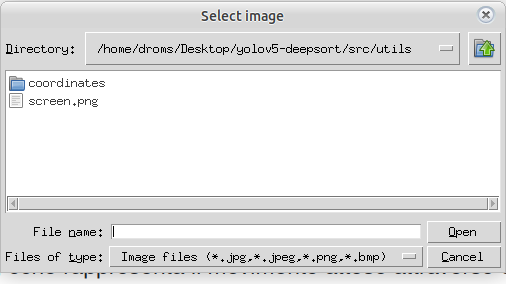 Select image
Directory: /home/droms/Desktop/yolov5-deepsort/src/utils
coordinates
screen.png
File name:
Open
Files of type: Image files (*.jpg,*.jpeg,*.png,*.bmp)
Cancel